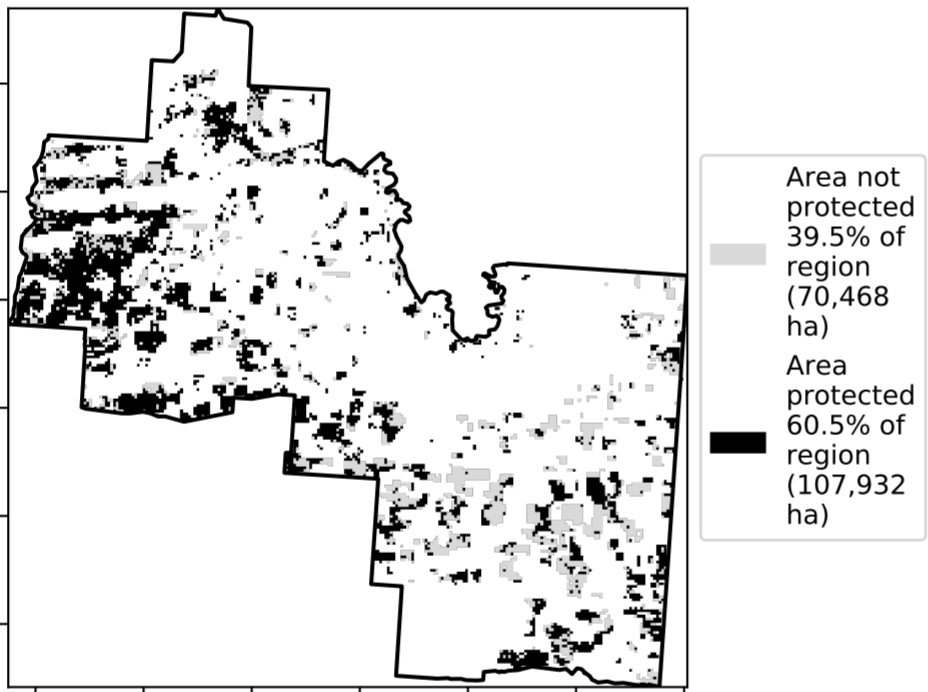 Area not
protected
39.5% of
region
(70,468
ha)
Area
protected
60.5% of
region
(107,932
ha)